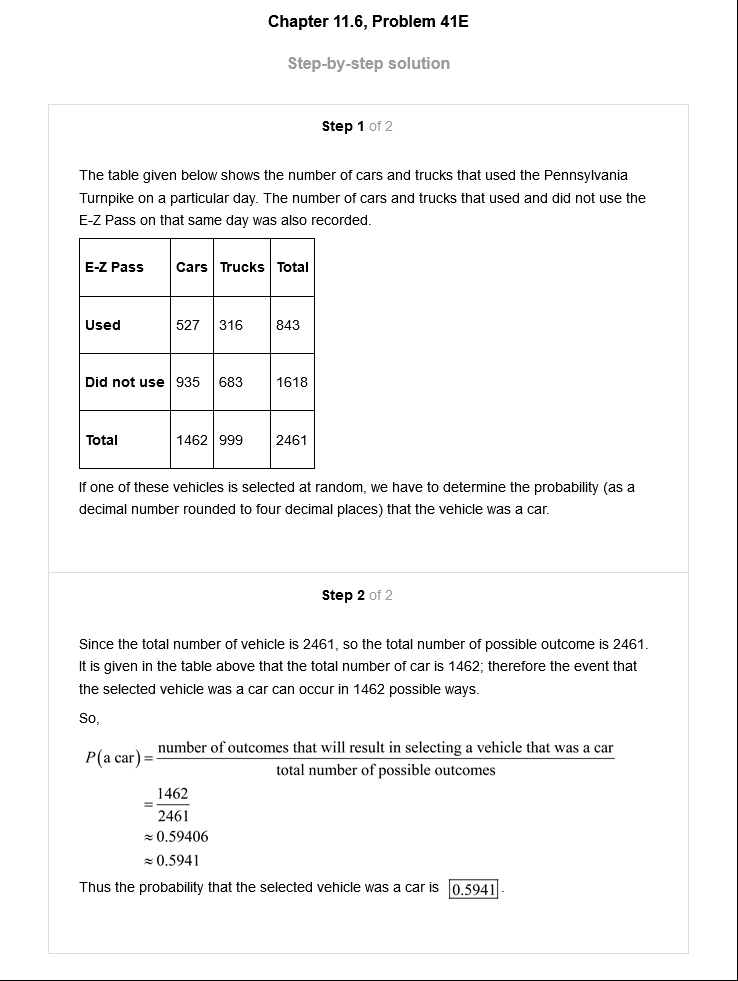 Chapter 11.6, Problem 41E
Step-by-step solution
Step 1 of 2
The table given below shows the number of cars and trucks that used the Pennsylvania
Turnpike on a particular day. The number of cars and trucks that used and did not use the
E-Z Pass on that same day was also recorded.
E-Z Pass Cars Trucks Total
Used 527 316 843
Did not use 935 683 1618
Total 1462 999 2461
If one of these vehicles is selected at random, we have to determine the probability (as a
decimal number rounded to four decimal places) that the vehicle was a car.
Step 2 of 2
Since the total number of vehicle is 2461, so the total number of possible outcome is 2461.
It is given in the table above that the total number of car is 1462; therefore the event that
the selected vehicle was a car can occur in 1462 possible ways.
So,
number of outcomes that will result in selecting a vehicle that was a car
P(a car) =
total number of possible outcomes
1462
=
2461
≈ 0.59406
≈ 0.5941
Thus the probability that the selected vehicle was a car is 0.5941.